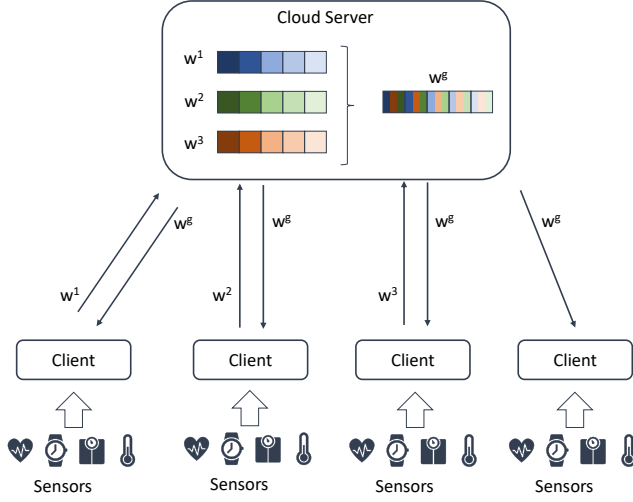 Cloud Server
w¹
w²
w³
wᵍ
wᵍ
wᵍ
wᵍ
wᵍ
w¹
w²
w³
Client
Client
Client
Client
Sensors
Sensors
Sensors
Sensors